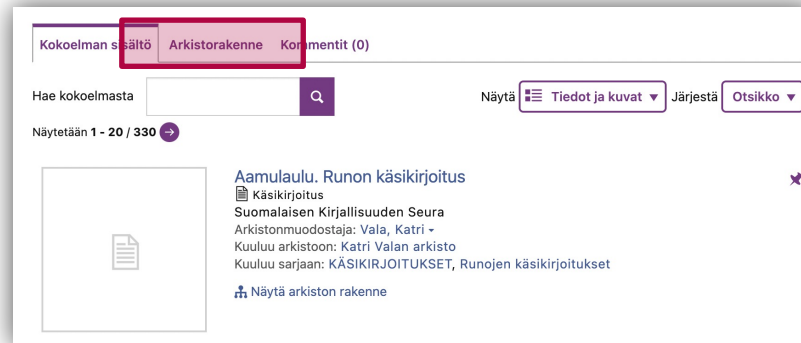 Kokoelman sisältö Arkistorakenne Kommentit (0)
Hae kokoelmasta Näytä Tiedot ja kuvat Järjestä Otsikko
Näytetään 1 - 20 / 330
Aamulaulu. Runon käsikirjoitus
Käsikirjoitus
Suomalaisen Kirjallisuuden Seura
Arkistonmuodostaja: Vala, Katri
Kuuluu arkistoon: Katri Valan arkisto
Kuuluu sarjaan: KÄSIKIRJOITUKSET, Runojen käsikirjoitukset
Näytä arkiston rakenne